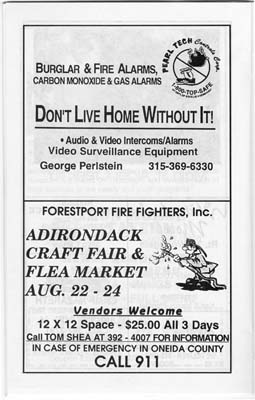 BURGLAR & FIRE ALARMS,
CARBON MONOXIDE & GAS ALARMS
PEARL TECH Controls Corp.
1-800-TOP-SAFE
DON'T LIVE HOME WITHOUT IT!
• Audio & Video Intercoms/Alarms
Video Surveillance Equipment
George Perlstein 315-369-6330
FORESTPORT FIRE FIGHTERS, Inc.
ADIRONDACK
CRAFT FAIR &
FLEA MARKET
AUG. 22 - 24
Vendors Welcome
12 X 12 Space - $25.00 All 3 Days
Call TOM SHEA AT 392 - 4007 FOR INFORMATION
IN CASE OF EMERGENCY IN ONEIDA COUNTY
CALL 911